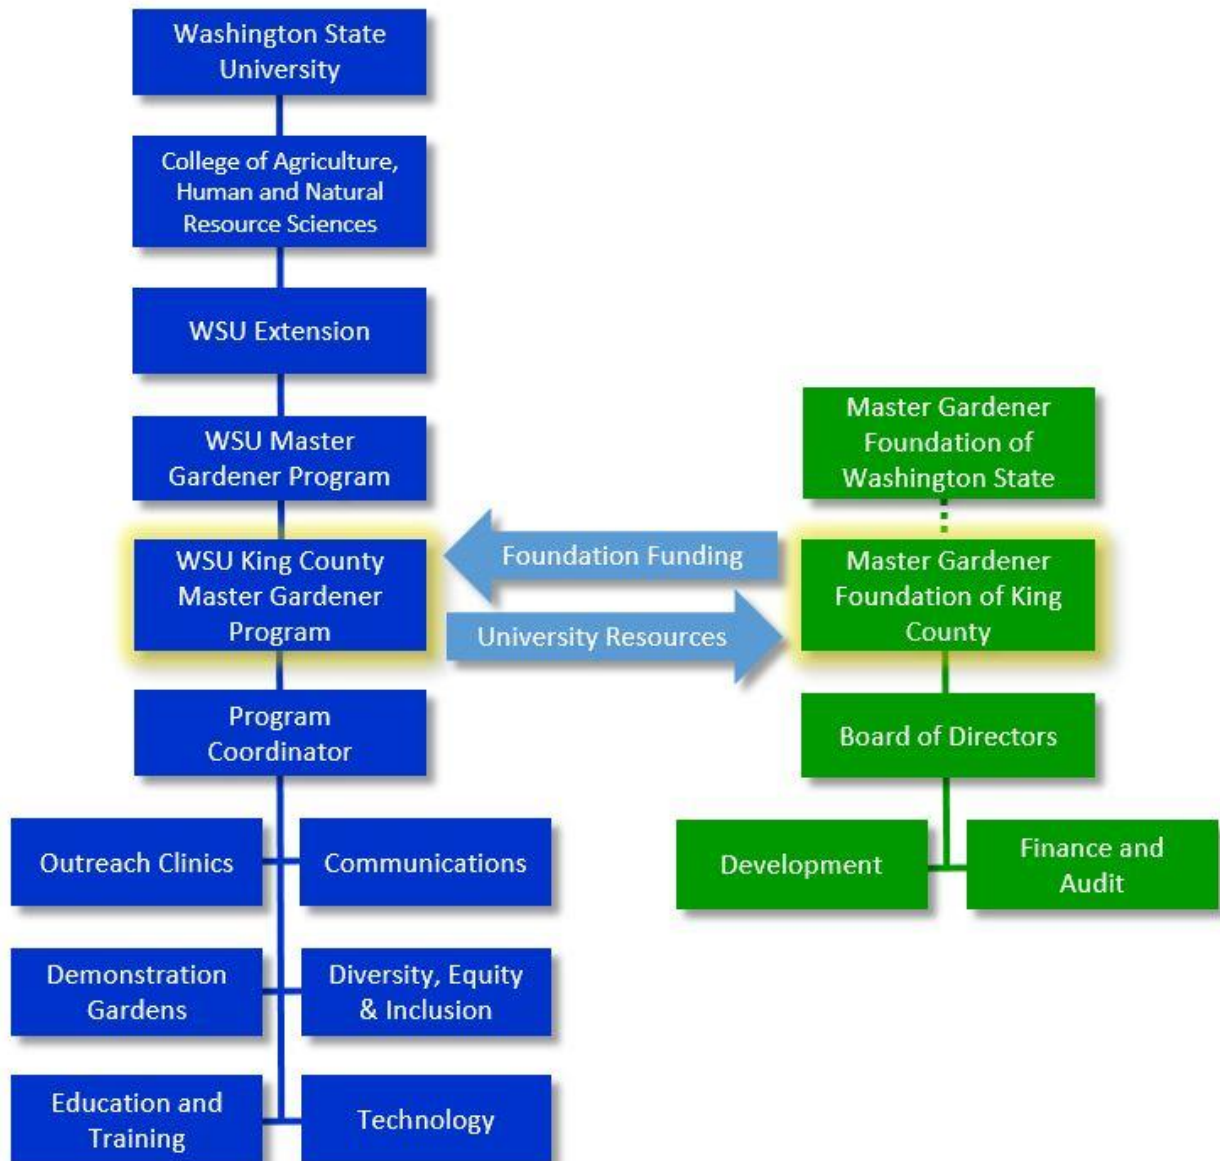 Washington State
University
College of Agriculture,
Human and Natural
Resource Sciences
WSU Extension
WSU Master
Gardener Program
Master Gardener
Foundation of
Washington State
WSU King County
Master Gardener
Program
Foundation Funding
University Resources
Master Gardener
Foundation of King
County
Program
Coordinator
Board of Directors
Outreach Clinics
Communications
Development
Finance and
Audit
Demonstration
Gardens
Diversity, Equity
& Inclusion
Education and
Training
Technology